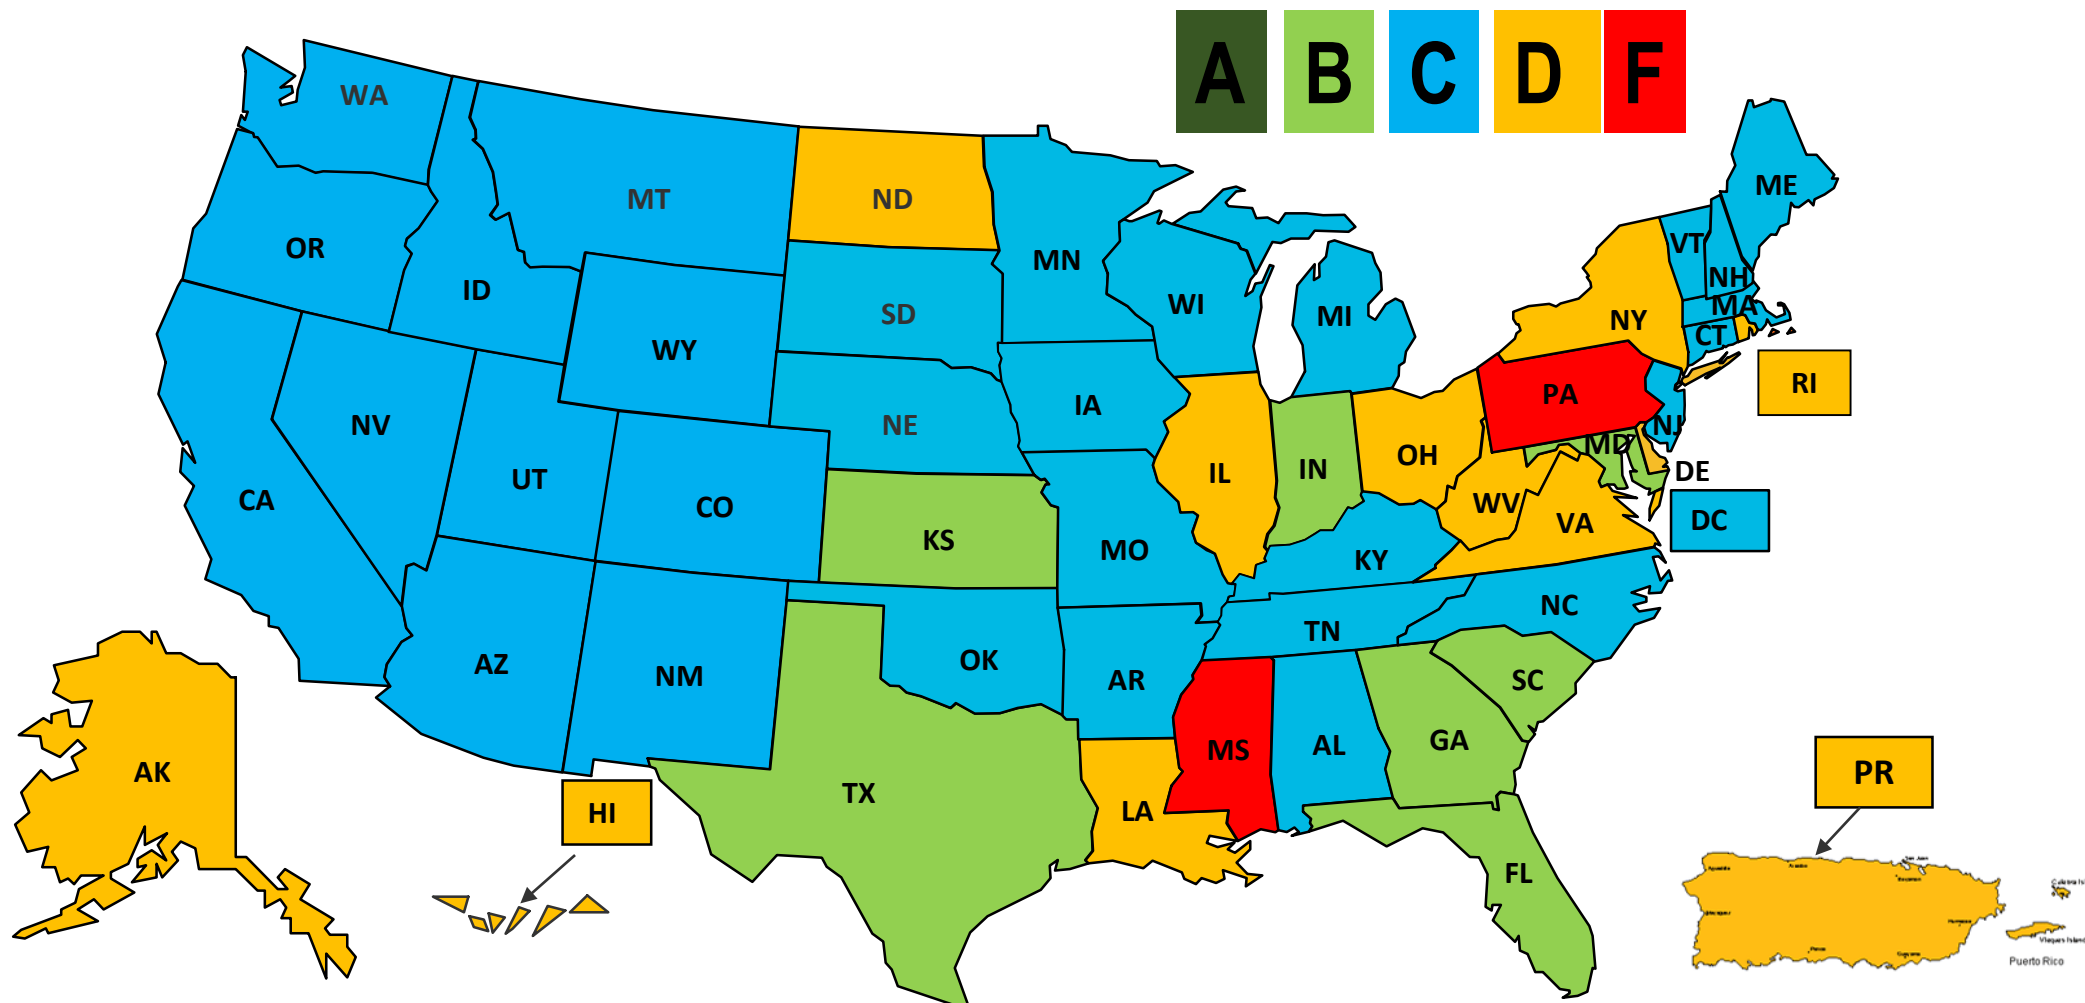 A B C D F
WA
ME
MT
ND
VT
OR
MN
NH
ID
WI
MA
SD
MI
NY
CT
WY
RI
PA
IA
NV
NE
NJ
MD
OH
IN
IL
DE
UT
CA
WV
CO
DC
VA
KS
MO
KY
NC
TN
OK
AZ
NM
AR
SC
GA
MS
AL
AK
PR
TX
LA
HI
FL
Puerto Rico